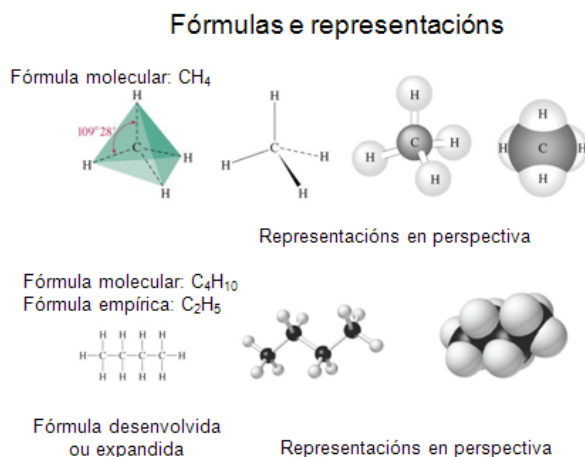 Fórmulas e representacións
Fórmula molecular: CH₄
H
109° 28'
C
H
H
H
H
C
H
H
H
H
C
H
H
H
H
H
C
H
H
Representacións en perspectiva
Fórmula molecular: C₄H₁₀
Fórmula empírica: C₂H₅
H H H H
H–C–C–C–C–H
H H H H
Fórmula desenvolvida
ou expandida
Representacións en perspectiva